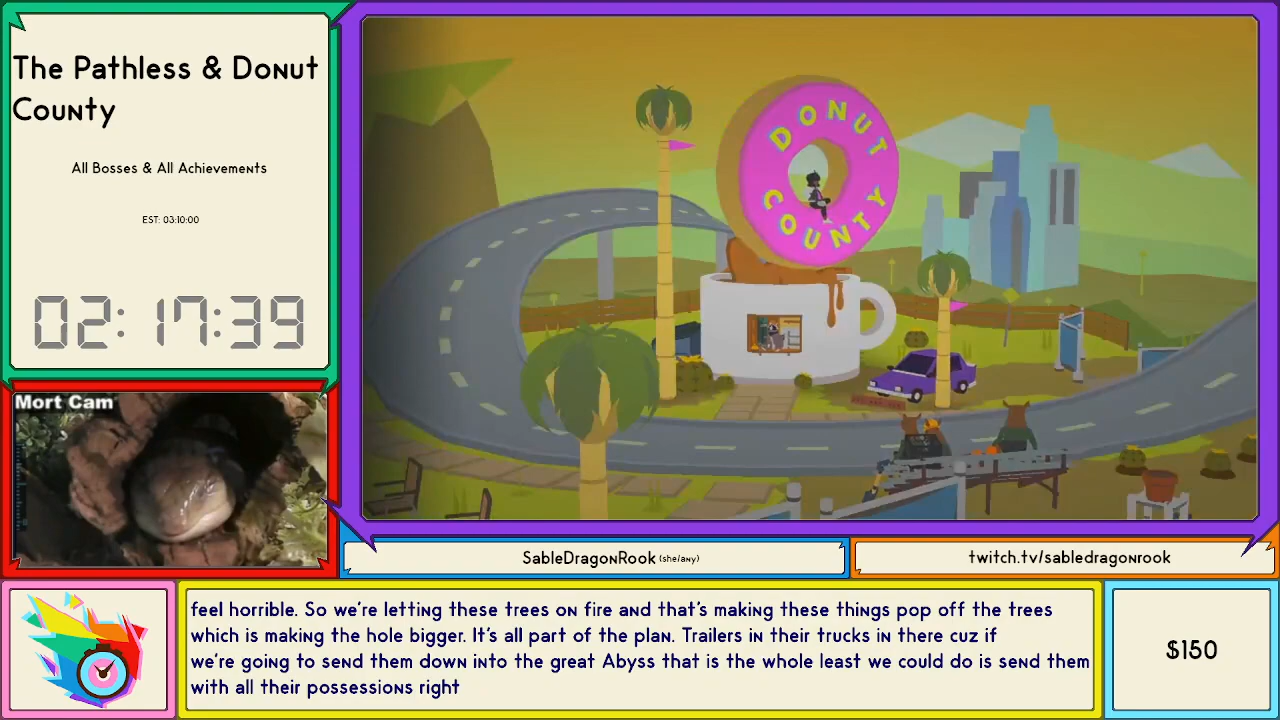 The Pathless & Donut
County
All Bosses & All Achievements
EST: 03:10:00
02:17:39
Mort Cam
DONUT
COUNTY
SableDragonRook (she/any)
twitch.tv/sabledragonrook
feel horrible. So we're letting these trees on fire and that's making these things pop off the trees
which is making the hole bigger. It's all part of the plan. Trailers in their trucks in there cuz if
we're going to send them down into the great Abyss that is the whole least we could do is send them
with all their possessions right
$150